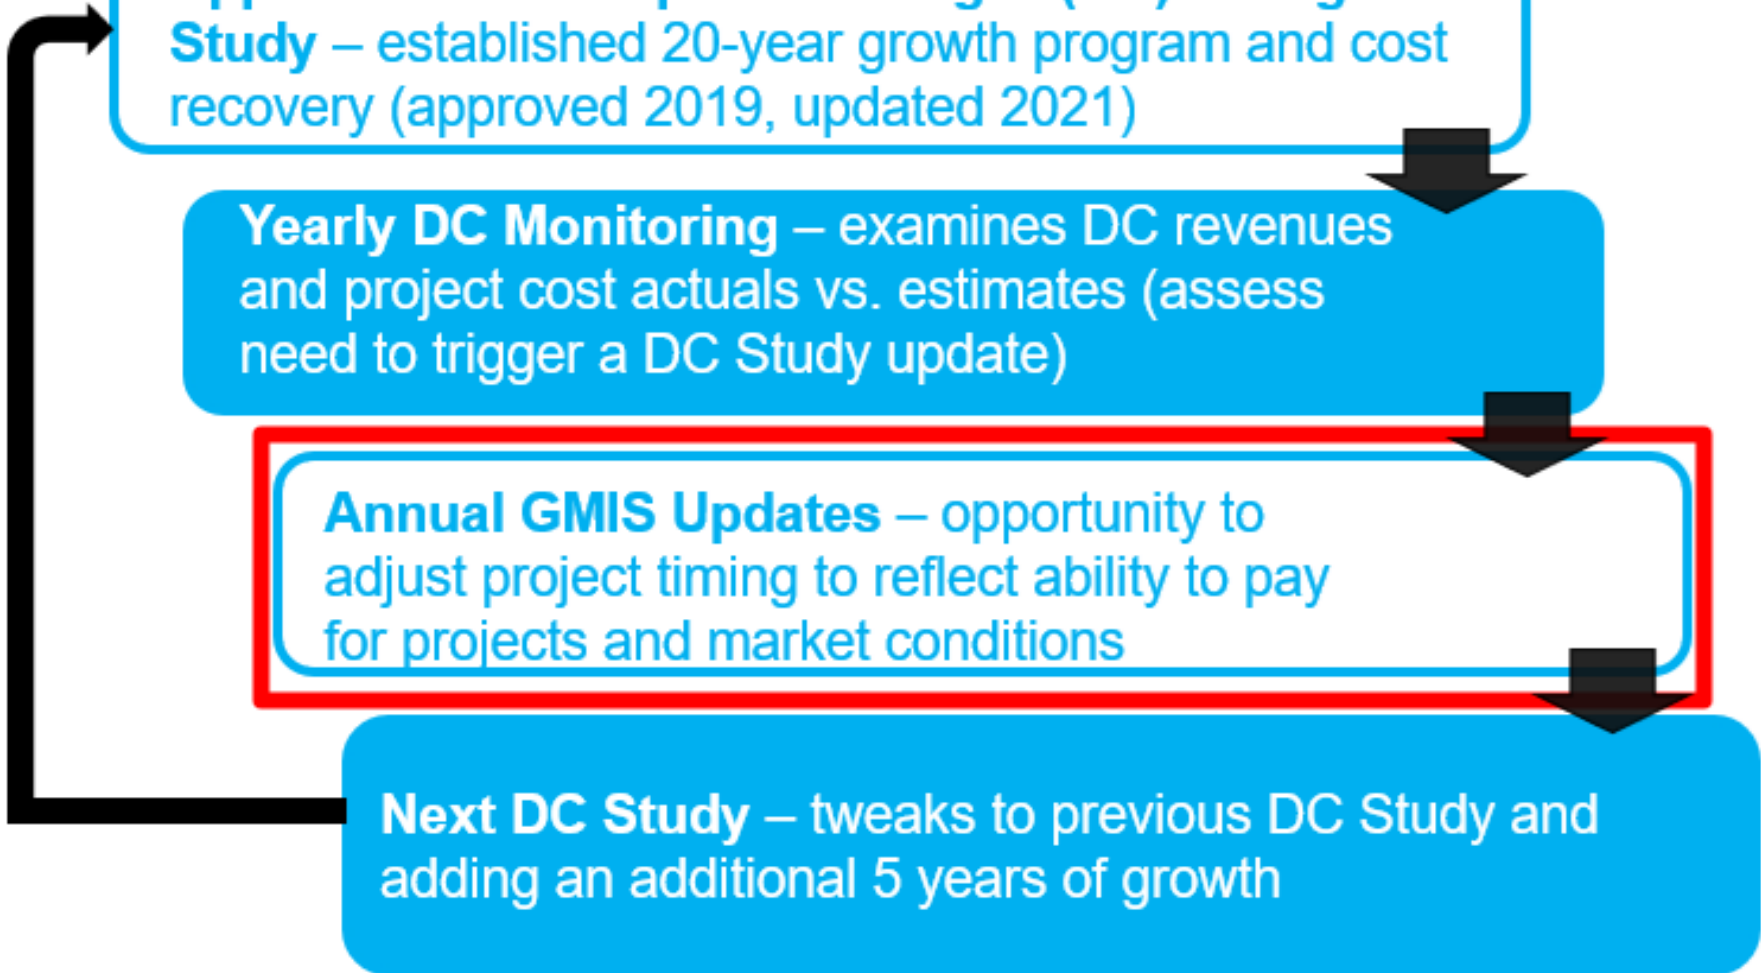 Study – established 20-year growth program and cost
recovery (approved 2019, updated 2021)
Yearly DC Monitoring – examines DC revenues
and project cost actuals vs. estimates (assess
need to trigger a DC Study update)
Annual GMIS Updates – opportunity to
adjust project timing to reflect ability to pay
for projects and market conditions
Next DC Study – tweaks to previous DC Study and
adding an additional 5 years of growth